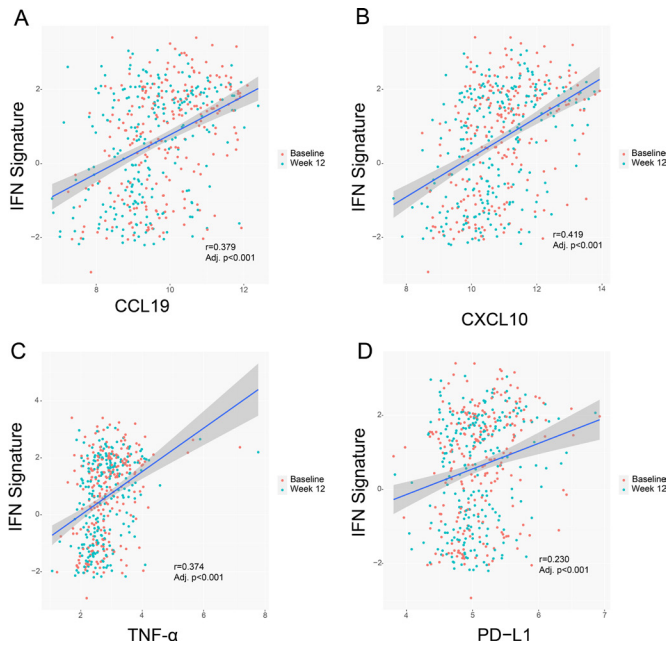 A
IFN Signature
2
0
−2
8
10
12
CCL19
r=0.379
Adj. p<0.001
Baseline
Week 12
B
IFN Signature
2
0
−2
8
10
12
14
CXCL10
r=0.419
Adj. p<0.001
Baseline
Week 12
C
IFN Signature
4
2
0
−2
2
4
6
8
TNF-α
r=0.374
Adj. p<0.001
Baseline
Week 12
D
IFN Signature
2
0
−2
4
5
6
7
PD−L1
r=0.230
Adj. p<0.001
Baseline
Week 12